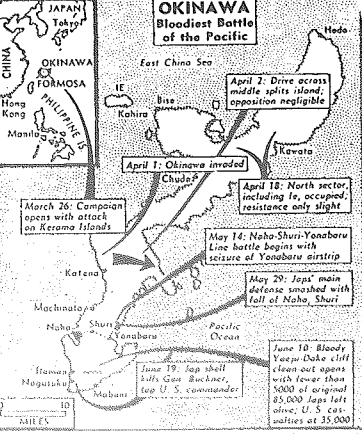 OKINAWA
Bloodiest Battle
of the Pacific
JAPAN
Tokyo
CHINA
OKINAWA
FORMOSA
Hong
Kong
PHILIPPINE IS
Manila
East China Sea
Hedo
IE
Bise
Kahira
Kawata
Chuda
April 2: Drive across
middle splits island;
opposition negligible
April 1: Okinawa invaded
March 26: Campaign
opens with attack
on Kerama Islands
April 18: North sector,
including Ie, occupied;
resistance only slight
May 14: Naha-Shuri-Yonabaru
Line battle begins with
seizure of Yonabaru airstrip
May 29: Japs' main
defense smashed with
fall of Naha, Shuri
Katena
Machinato
Naha
Shuri
Yonabaru
Pacific
Ocean
Itoman
Nagusuku
Mabuni
June 19: Jap shell
kills Gen. Buckner,
top U.S. commander
June 10: Bloody
Yaeju-Dake cliff
clean out opens
with fewer than
5000 of original
85,000 Japs left
alive; U S cas-
ualties at 35,000
10
MILES